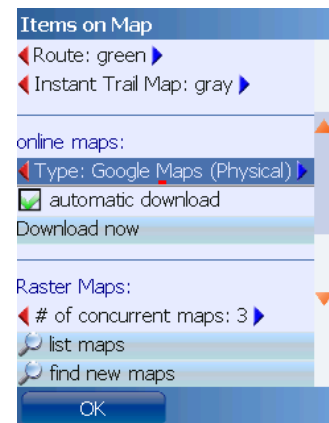 Items on Map
Route: green
Instant Trail Map: gray
online maps:
Type: Google Maps (Physical)
automatic download
Download now
Raster Maps:
# of concurrent maps: 3
list maps
find new maps
OK